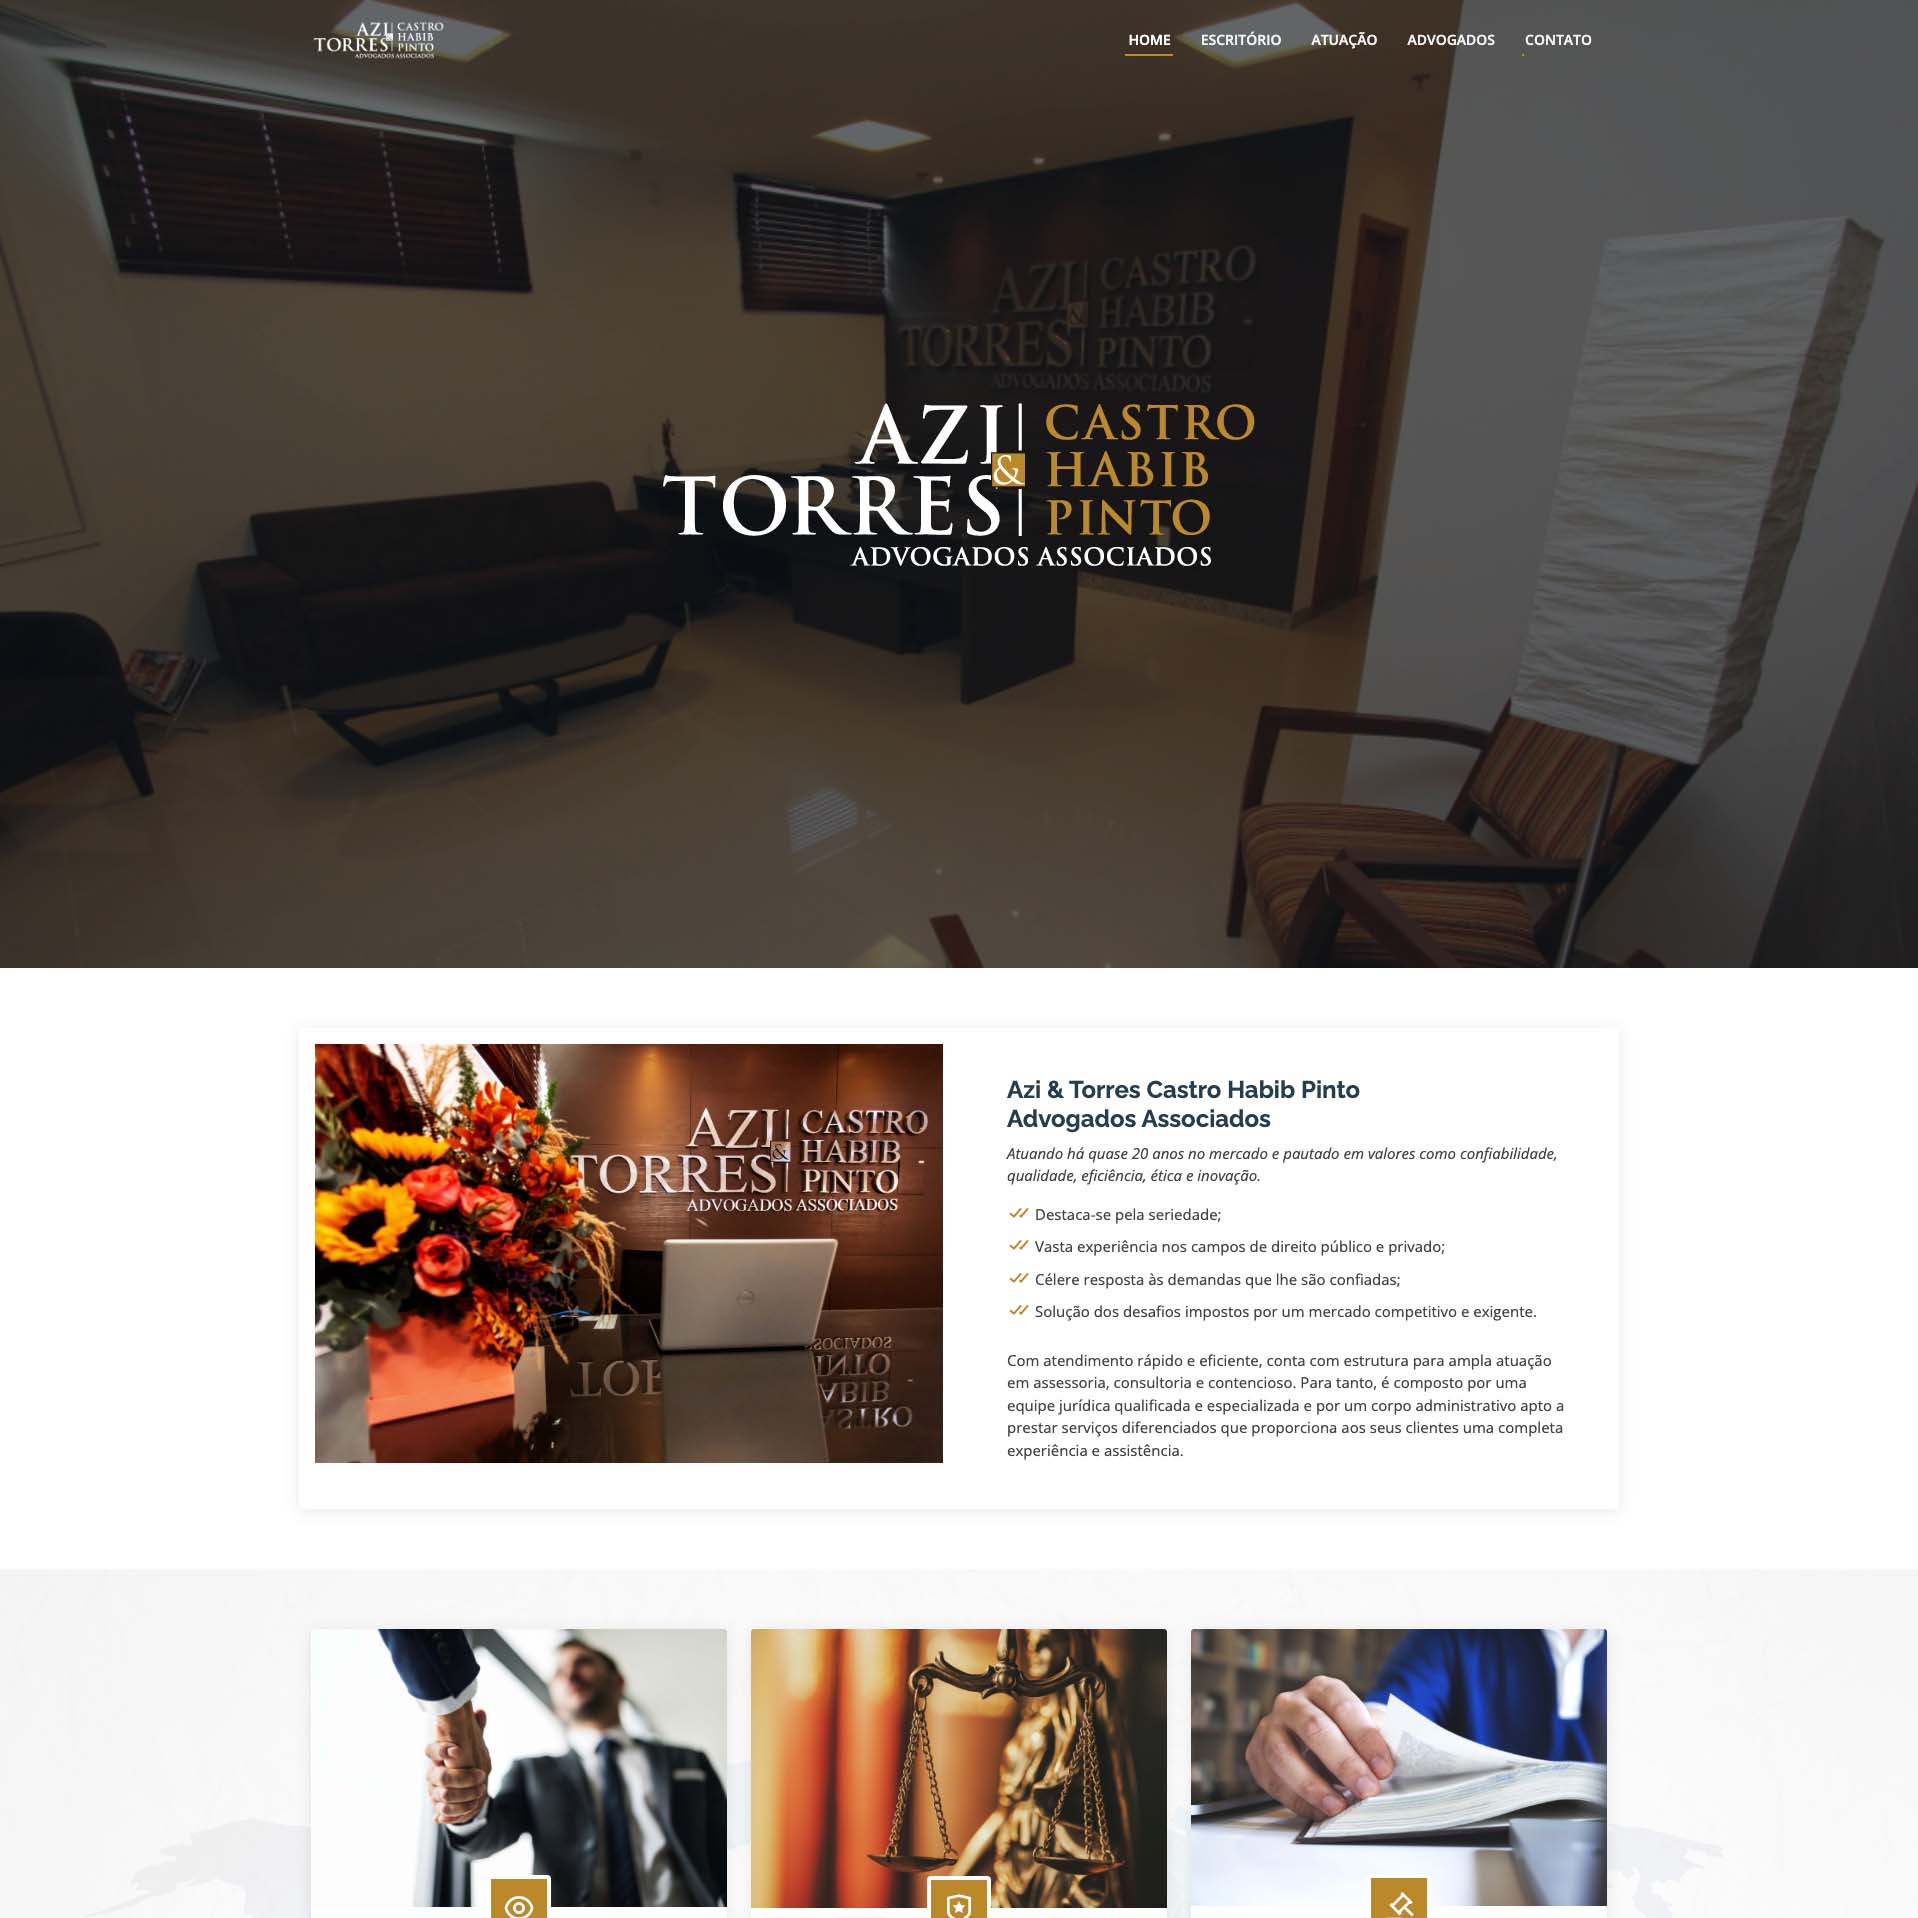 AZI
TORRES
&
CASTRO
HABIB
PINTO
ADVOGADOS ASSOCIADOS
HOME ESCRITÓRIO ATUAÇÃO ADVOGADOS CONTATO
AZI
TORRES
&
CASTRO
HABIB
PINTO
ADVOGADOS ASSOCIADOS
AZI
TORRES
&
CASTRO
HABIB
PINTO
ADVOGADOS ASSOCIADOS
AZI
TORRES
&
CASTRO
HABIB
PINTO
ADVOGADOS ASSOCIADOS
Azi & Torres Castro Habib Pinto
Advogados Associados
Atuando há quase 20 anos no mercado e pautado em valores como confiabilidade,
qualidade, eficiência, ética e inovação.
Destaca-se pela seriedade;
Vasta experiência nos campos de direito público e privado;
Célere resposta às demandas que lhe são confiadas;
Solução dos desafios impostos por um mercado competitivo e exigente.
Com atendimento rápido e eficiente, conta com estrutura para ampla atuação
em assessoria, consultoria e contencioso. Para tanto, é composto por uma
equipe jurídica qualificada e especializada e por um corpo administrativo apto a
prestar serviços diferenciados que proporciona aos seus clientes uma completa
experiência e assistência.